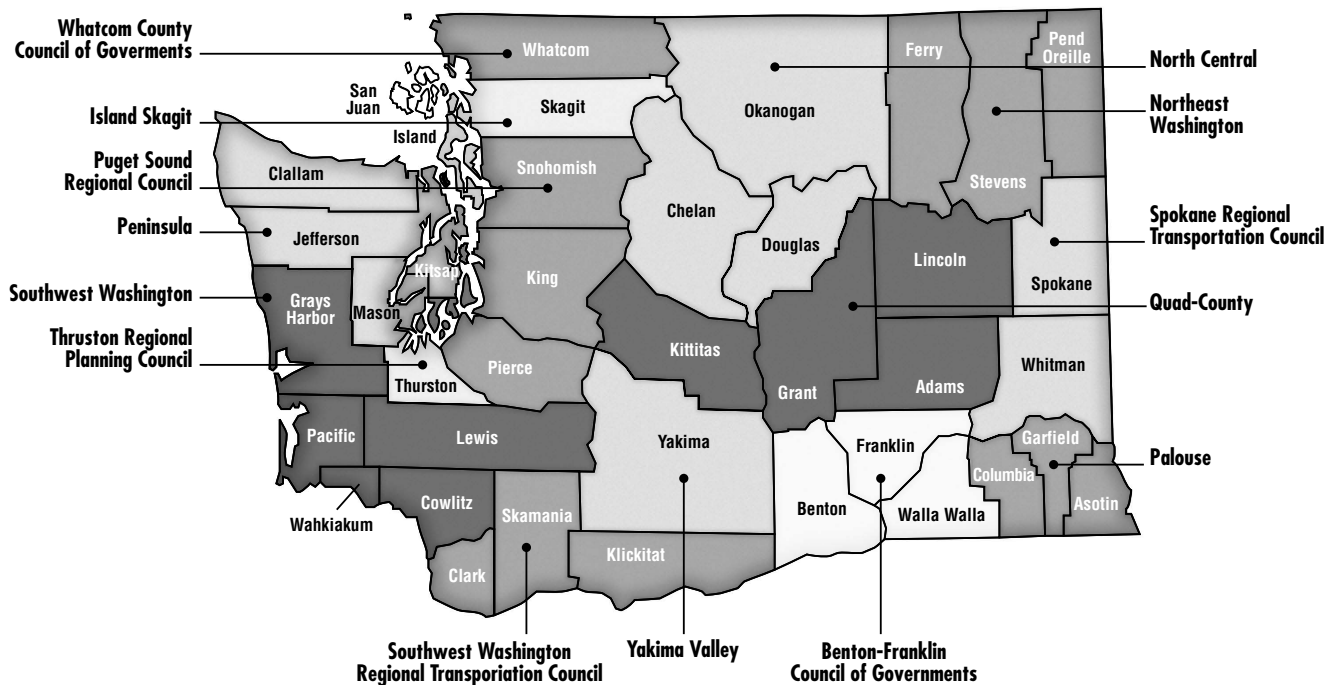 Whatcom County
Council of Goverments
Island Skagit
Puget Sound
Regional Council
Peninsula
Southwest Washington
Thruston Regional
Planning Council
North Central
Northeast
Washington
Spokane Regional
Transportation Council
Quad-County
Palouse
Southwest Washington
Regional Transporiation Council
Yakima Valley
Benton-Franklin
Council of Governments
Whatcom
San
Juan
Skagit
Island
Clallam
Snohomish
Jefferson
Kitsap
King
Grays
Harbor
Mason
Thurston
Pierce
Pacific
Lewis
Wahkiakum
Cowlitz
Skamania
Clark
Klickitat
Okanogan
Ferry
Pend
Oreille
Stevens
Chelan
Douglas
Lincoln
Spokane
Kittitas
Grant
Adams
Whitman
Yakima
Franklin
Benton
Walla Walla
Columbia
Garfield
Asotin